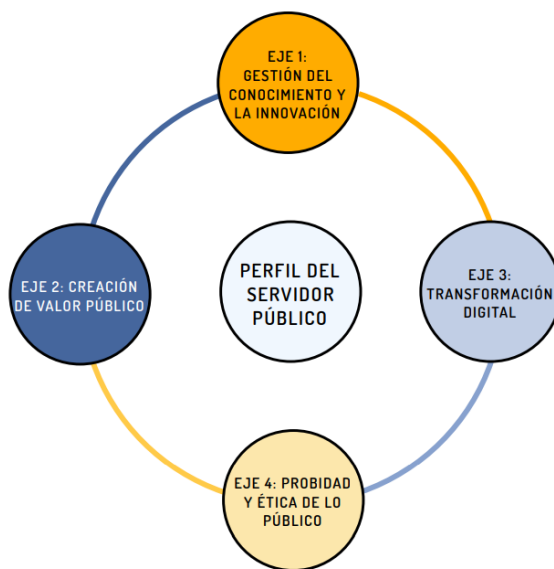 EJE 1:
GESTIÓN DEL
CONOCIMIENTO Y
LA INNOVACIÓN
EJE 2: CREACIÓN
DE VALOR PÚBLICO
PERFIL DEL
SERVIDOR
PÚBLICO
EJE 3:
TRANSFORMACIÓN
DIGITAL
EJE 4: PROBIDAD
Y ÉTICA DE LO
PÚBLICO